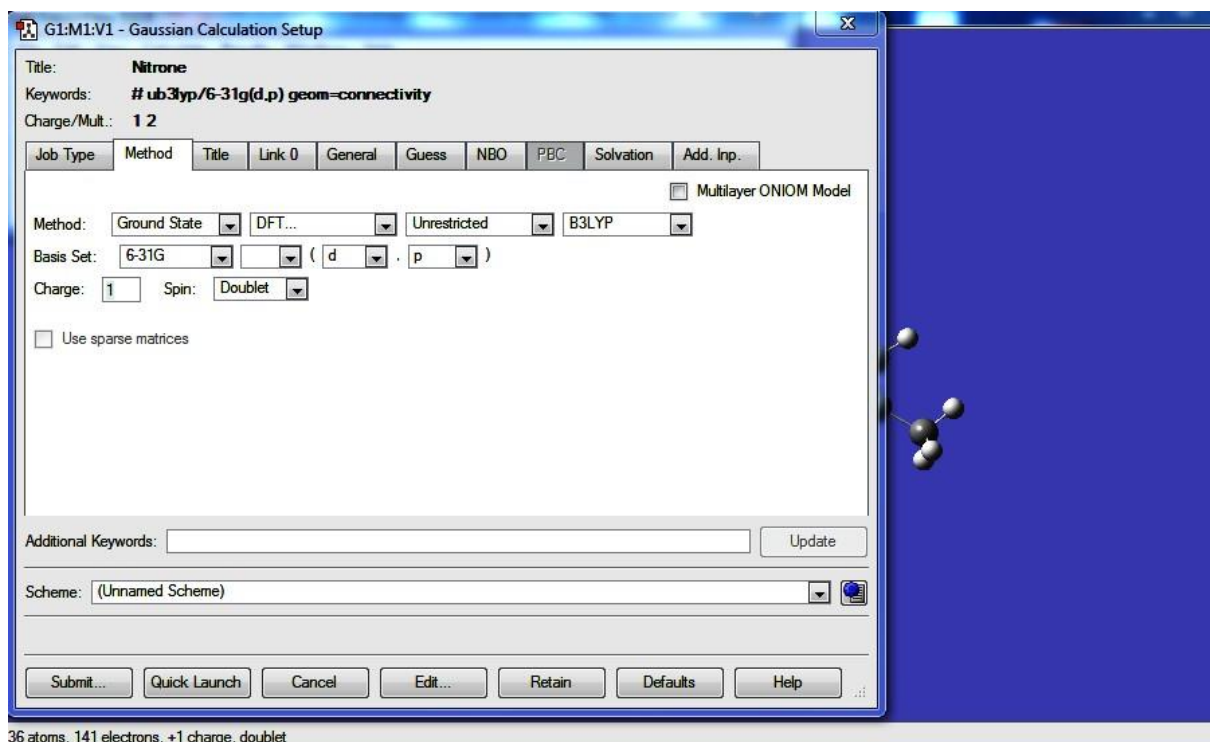 G1:M1:V1 - Gaussian Calculation Setup
Title: Nitrone
Keywords: # ub3lyp/6-31g(d,p) geom=connectivity
Charge/Mult.: 1 2
Job Type Method Title Link 0 General Guess NBO PBC Solvation Add. Inp.
Multilayer ONIOM Model
Method: Ground State DFT... Unrestricted B3LYP
Basis Set: 6-31G ( d , p )
Charge: 1 Spin: Doublet
Use sparse matrices
Additional Keywords: Update
Scheme: (Unnamed Scheme)
Submit... Quick Launch Cancel Edit... Retain Defaults Help
36 atoms, 141 electrons, +1 charge, doublet